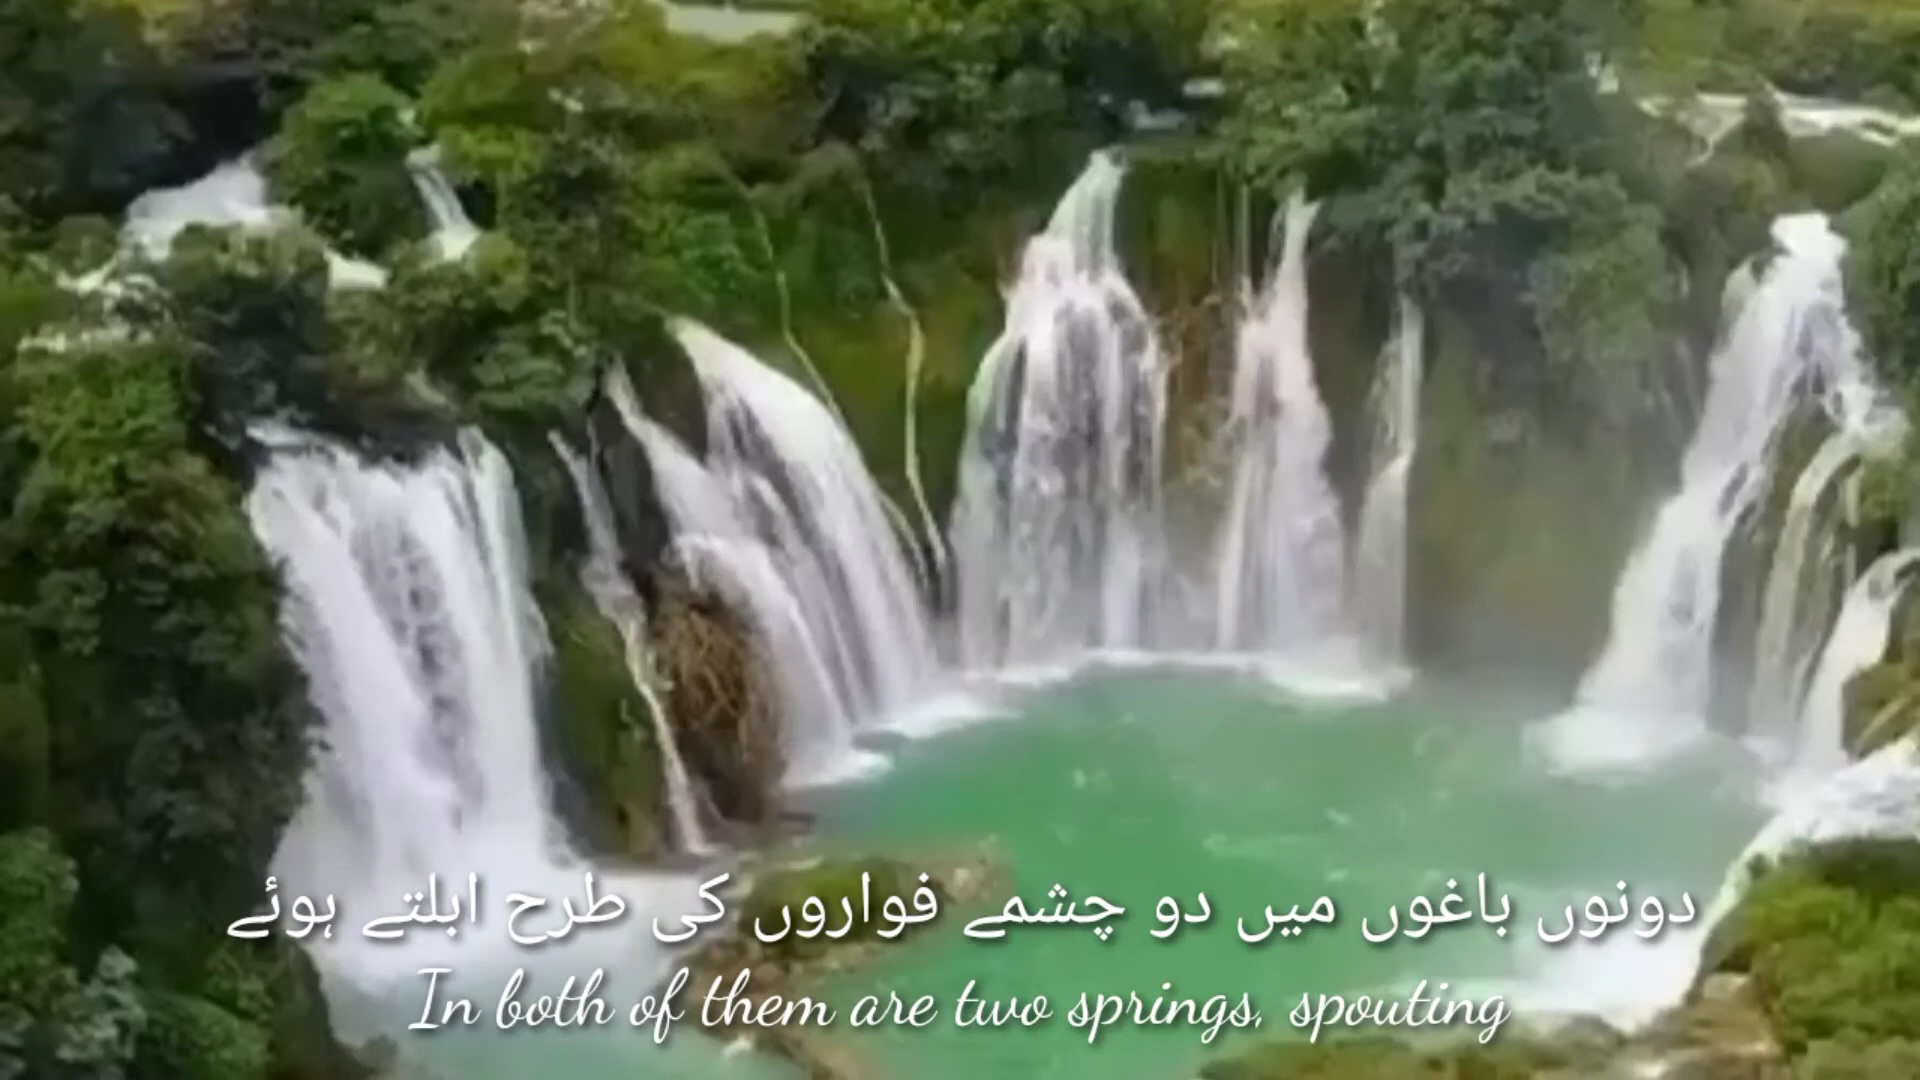 دونوں باغوں میں دو چشمے فواروں کی طرح ابلتے ہوئے
In both of them are two springs, spouting